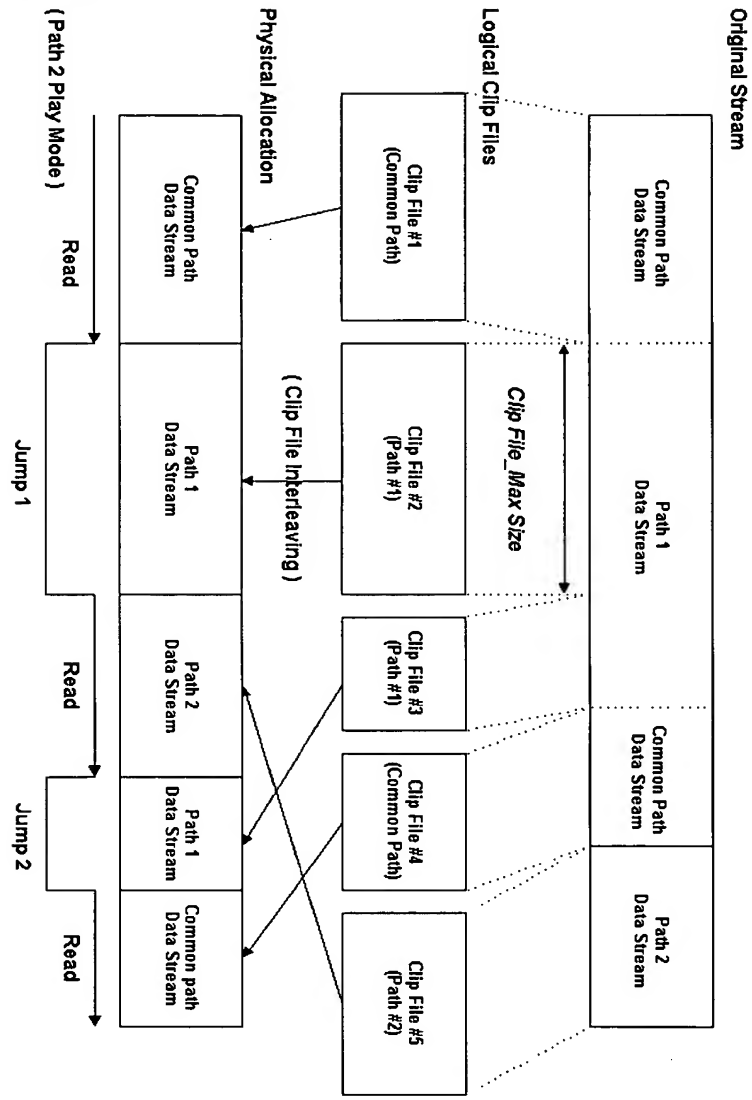 Original Stream
Common Path
Data Stream
Path 1
Data Stream
Common Path
Data Stream
Path 2
Data Stream
Clip File_Max Size
Logical Clip Files
Clip File #1
(Common Path)
Clip File #2
(Path #1)
Clip File #3
(Path #1)
Clip File #4
(Common Path)
Clip File #5
(Path #2)
( Clip File Interleaving )
Physical Allocation
Common Path
Data Stream
Path 1
Data Stream
Path 2
Data Stream
Path 1
Data Stream
Common path
Data Stream
( Path 2 Play Mode )
Read
Jump 1
Read
Jump 2
Read